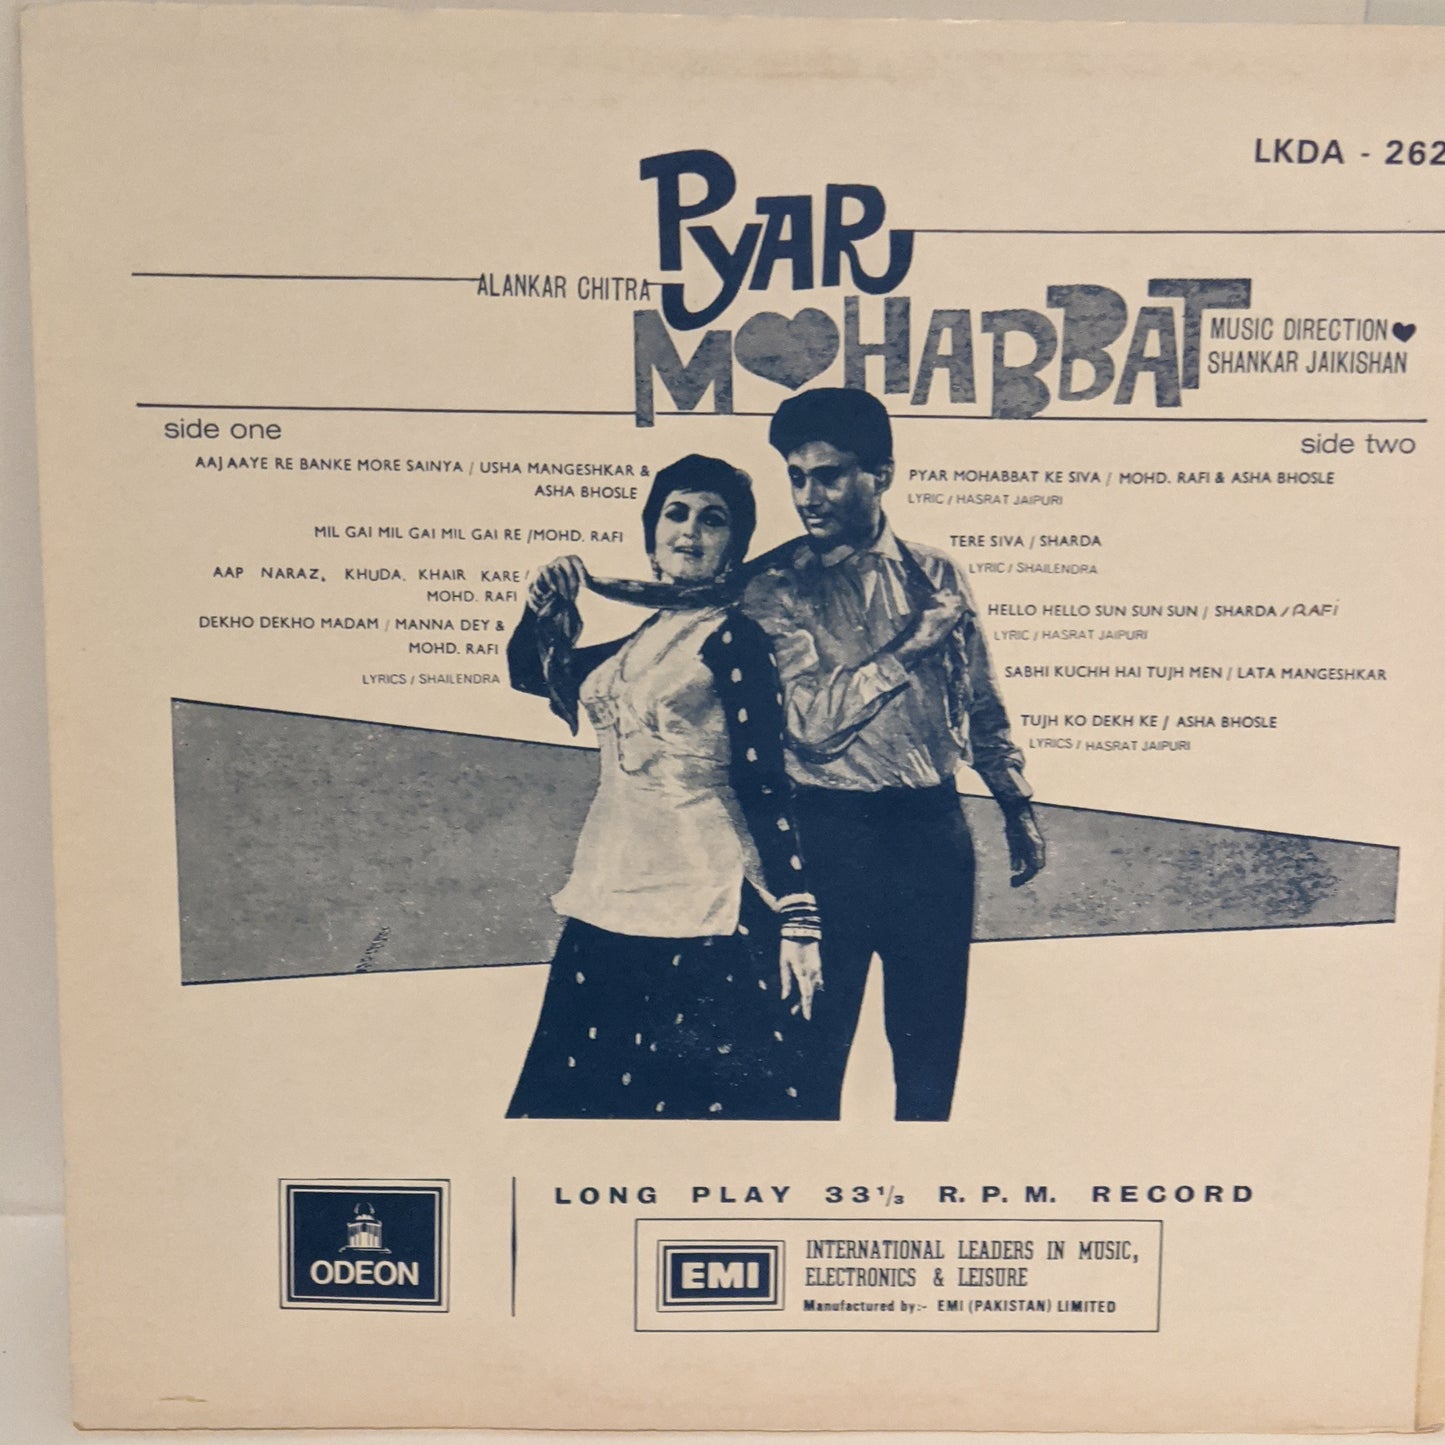 LKDA - 262
PYAR
ALANKAR CHITRA
MOHABBAT
MUSIC DIRECTION
SHANKAR JAIKISHAN
side one
AAJ AAYE RE BANKE MORE SAINYA / USHA MANGESHKAR &
ASHA BHOSLE
MIL GAI MIL GAI MIL GAI RE /MOHD. RAFI
AAP NARAZ, KHUDA. KHAIR KARE/
MOHD. RAFI
DEKHO DEKHO MADAM / MANNA DEY &
MOHD. RAFI
LYRICS / SHAILENDRA
side two
PYAR MOHABBAT KE SIVA / MOHD. RAFI & ASHA BHOSLE
LYRIC / HASRAT JAIPURI
TERE SIVA / SHARDA
LYRIC / SHAILENDRA
HELLO HELLO SUN SUN SUN / SHARDA / RAFi
LYRIC / HASRAT JAIPURI
SABHI KUCHH HAI TUJH MEN / LATA MANGESHKAR
TUJH KO DEKH KE / ASHA BHOSLE
LYRICS / HASRAT JAIPURI
ODEON
LONG PLAY 33 1/3 R. P. M. RECORD
EMI
INTERNATIONAL LEADERS IN MUSIC,
ELECTRONICS & LEISURE
Manufactured by:- EMI (PAKISTAN) LIMITED